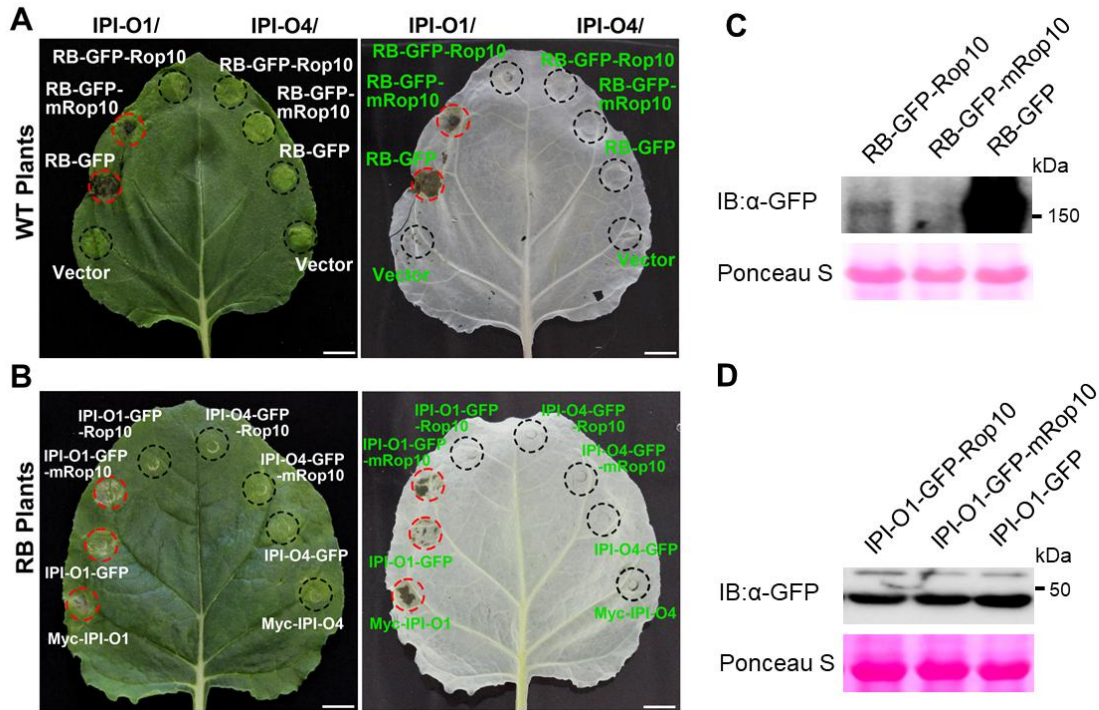 A
IPI-O1/
IPI-O4/
IPI-O1/
IPI-O4/
WT Plants
RB-GFP-Rop10
RB-GFP-Rop10
RB-GFP-
mRop10
RB-GFP-
mRop10
RB-GFP
RB-GFP
Vector
Vector
RB-GFP-Rop10
RB-GFP-Rop10
RB-GFP-
mRop10
RB-GFP-
mRop10
RB-GFP
RB-GFP
Vector
Vector
B
RB Plants
IPI-O1-GFP
-Rop10
IPI-O4-GFP
-Rop10
IPI-O1-GFP
-mRop10
IPI-O4-GFP
-mRop10
IPI-O1-GFP
IPI-O4-GFP
Myc-IPI-O1
Myc-IPI-O4
IPI-O1-GFP
-Rop10
IPI-O4-GFP
-Rop10
IPI-O1-GFP
-mRop10
IPI-O4-GFP
-mRop10
IPI-O1-GFP
IPI-O4-GFP
Myc-IPI-O1
Myc-IPI-O4
C
RB-GFP-Rop10
RB-GFP-mRop10
RB-GFP
kDa
IB:α-GFP
150
Ponceau S
D
IPI-O1-GFP-Rop10
IPI-O1-GFP-mRop10
IPI-O1-GFP
kDa
IB:α-GFP
50
Ponceau S